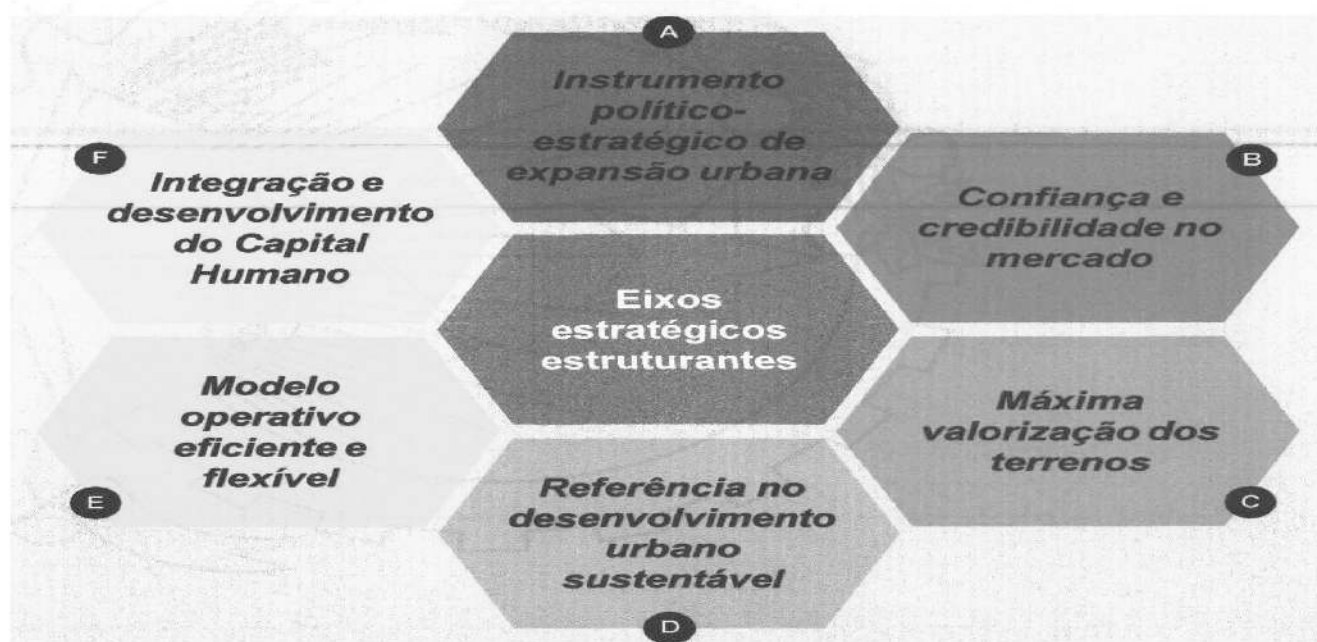 A
Instrumento
político-
estratégico de
expansão urbana
B
Confiança e
credibilidade no
mercado
C
Máxima
valorização dos
terrenos
D
Referência no
desenvolvimento
urbano
sustentável
E
Modelo
operativo
eficiente e
flexível
F
Integração e
desenvolvimento
do Capital
Humano
Eixos
estratégicos
estruturantes